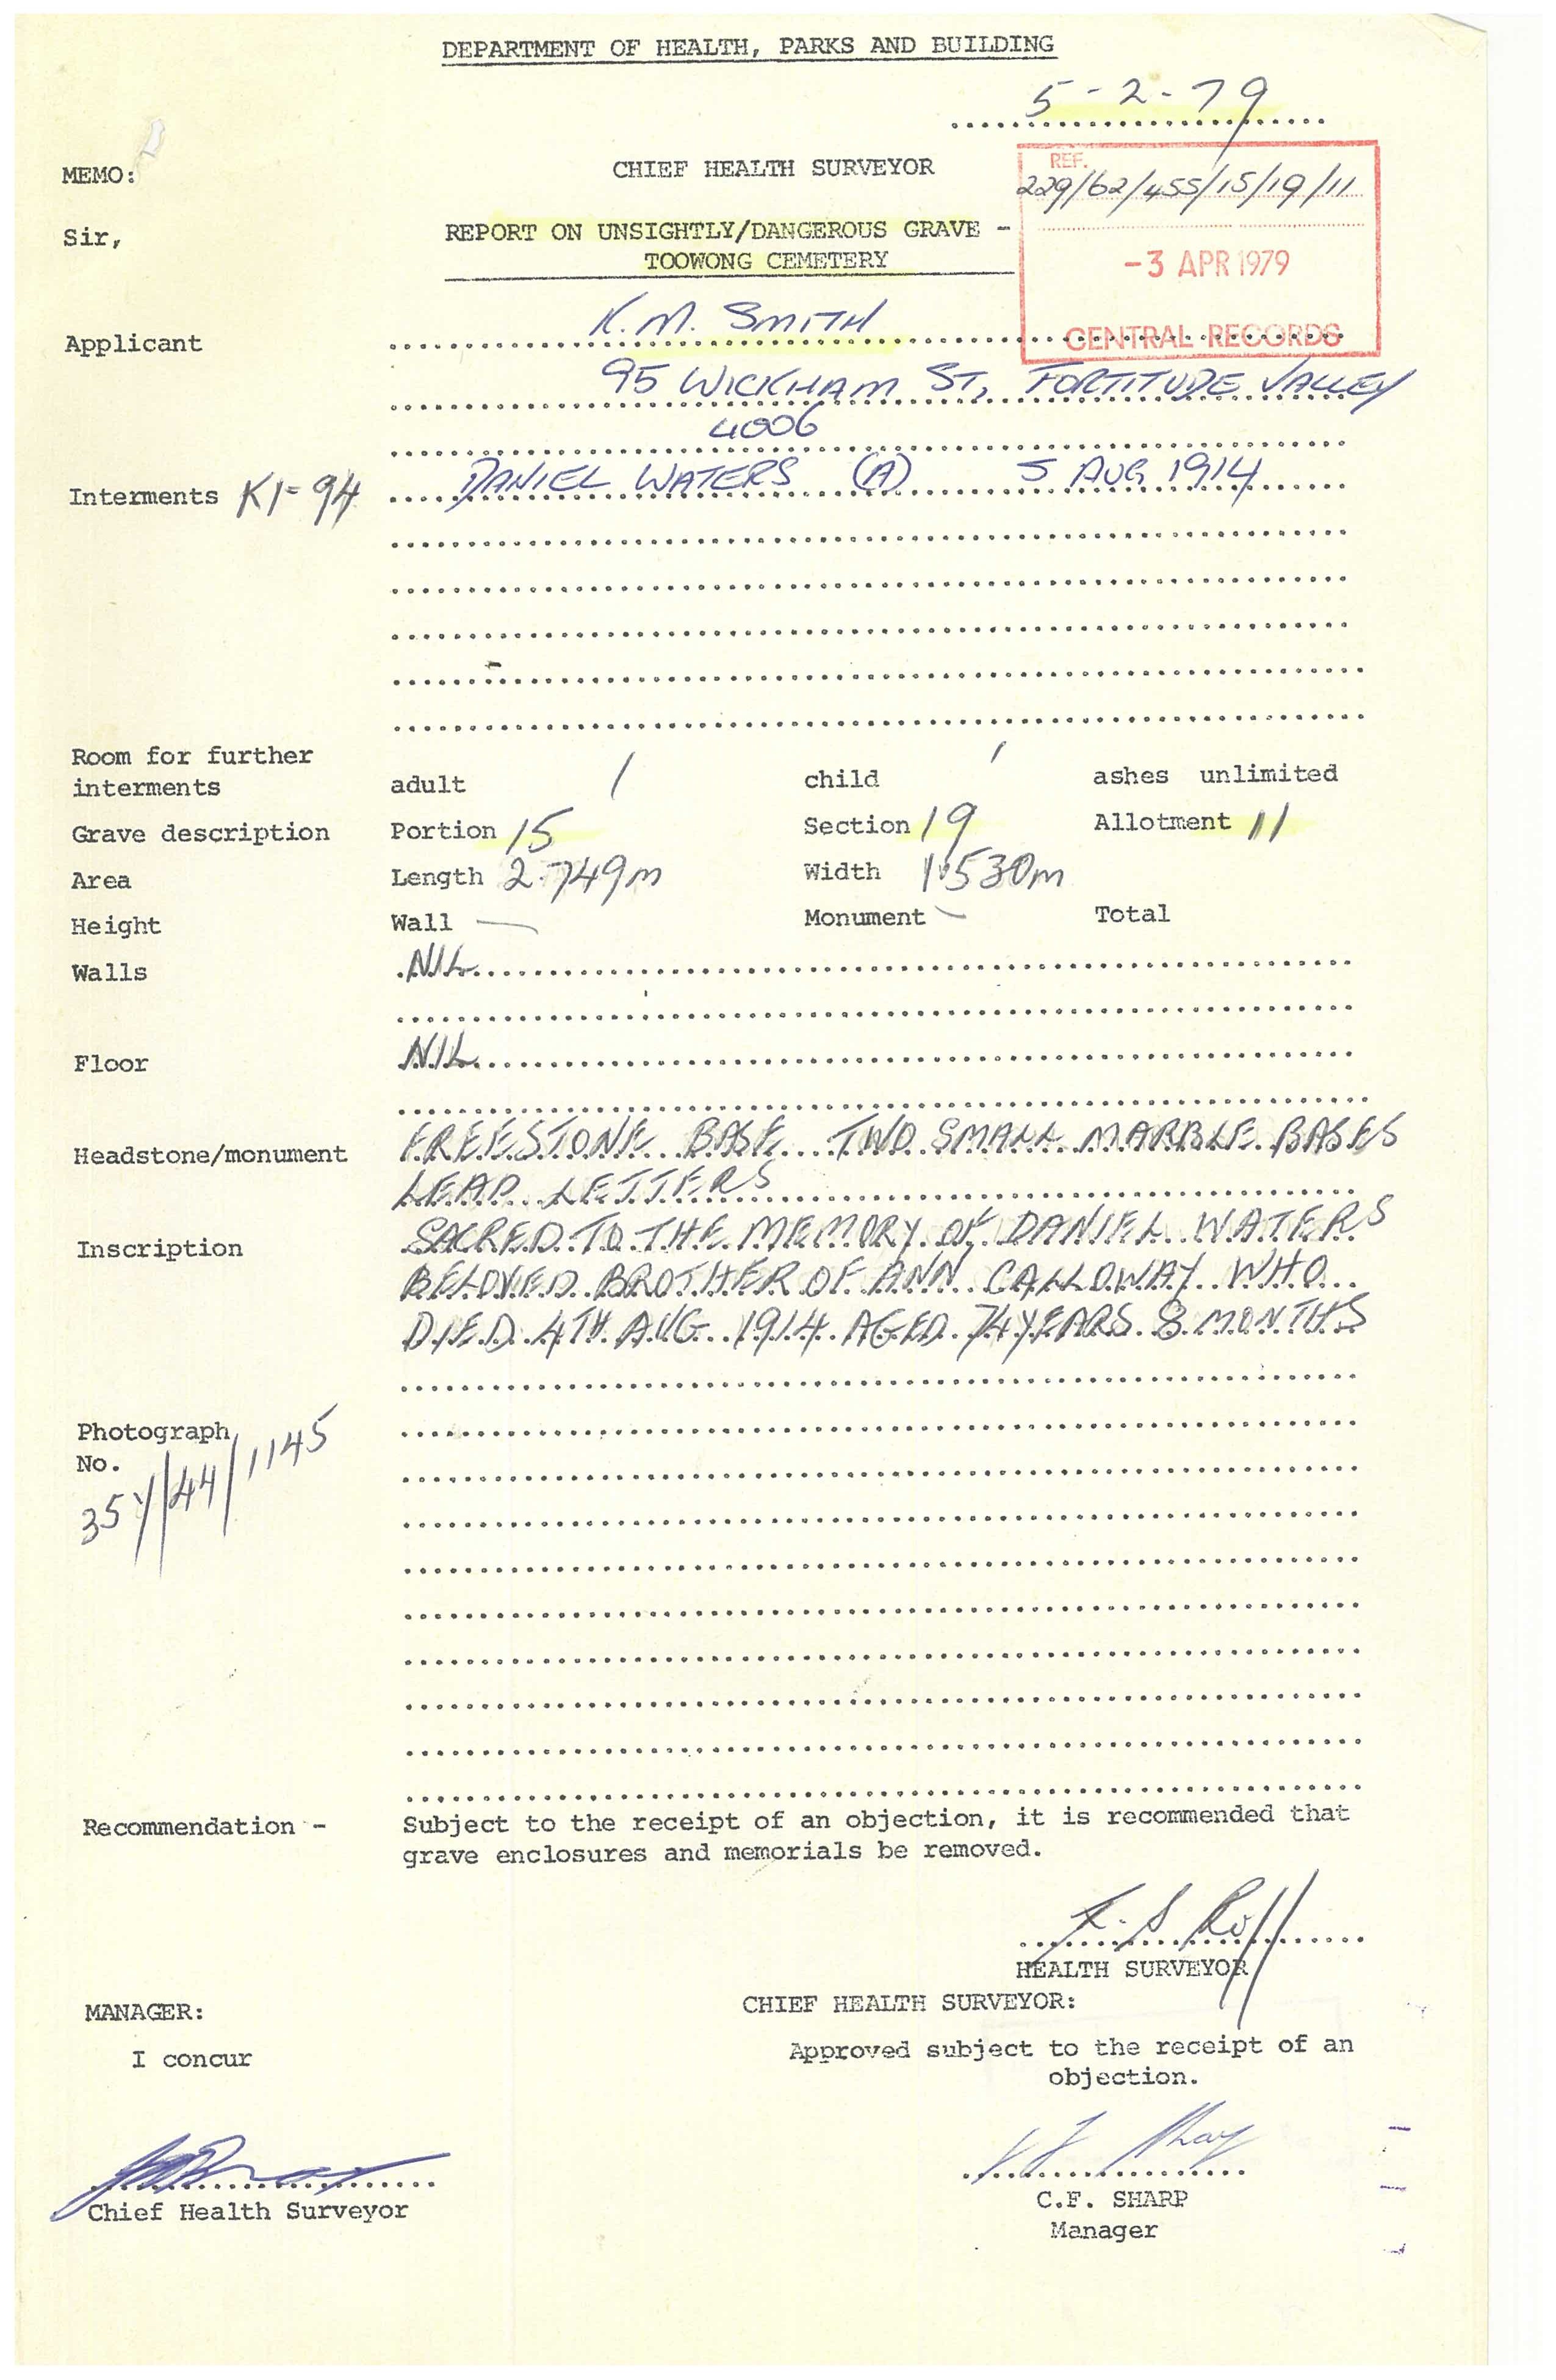 DEPARTMENT OF HEALTH, PARKS AND BUILDING
5-2-79
MEMO: CHIEF HEALTH SURVEYOR
REF.
229/62/455/15/19/11
Sir, REPORT ON UNSIGHTLY/DANGEROUS GRAVE -
TOOWONG CEMETERY
-3 APR 1979
CENTRAL RECORDS
Applicant K.M. SMITH
95 WICKHAM ST, FORTITUDE VALLEY
4006
Interments K1=94 DANIEL WATERS (A) 5 AUG 1914
Room for further
interments adult 1 child 1 ashes unlimited
Grave description Portion 15 Section 19 Allotment 11
Area Length 2.749m Width 1.530m
Height Wall — Monument — Total
Walls NIL
Floor NIL
Headstone/monument FREESTONE BASE TWO SMALL MARBLE BASES
LEAD LETTERS
Inscription SACRED TO THE MEMORY OF DANIEL WATERS
BELOVED BROTHER OF ANN CALLOWAY WHO
DIED 4TH AUG 1914 AGED 74 YEARS 8 MONTHS
Photograph
No.
/44/1145
Recommendation - Subject to the receipt of an objection, it is recommended that
grave enclosures and memorials be removed.
HEALTH SURVEYOR
MANAGER: CHIEF HEALTH SURVEYOR:
I concur Approved subject to the receipt of an
objection.
Chief Health Surveyor C.F. SHARP
Manager